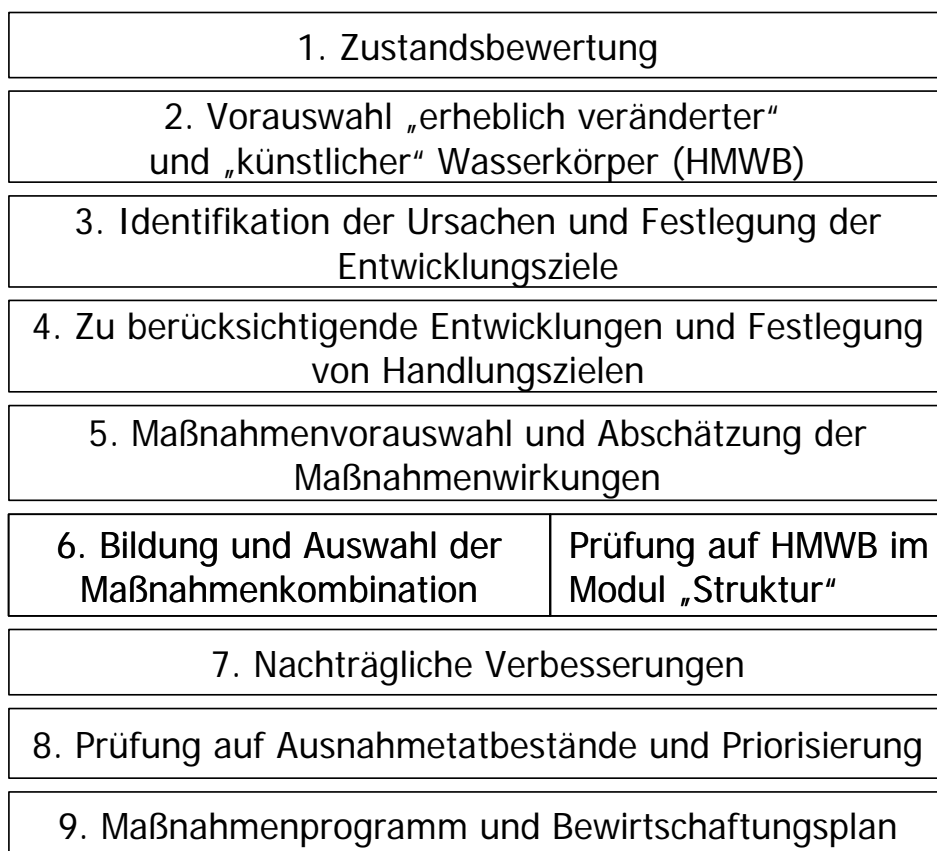 1. Zustandsbewertung
2. Vorauswahl „erheblich veränderter“
und „künstlicher“ Wasserkörper (HMWB)
3. Identifikation der Ursachen und Festlegung der
Entwicklungsziele
4. Zu berücksichtigende Entwicklungen und Festlegung
von Handlungszielen
5. Maßnahmenvorauswahl und Abschätzung der
Maßnahmenwirkungen
6. Bildung und Auswahl der
Maßnahmenkombination
Prüfung auf HMWB im
Modul „Struktur“
7. Nachträgliche Verbesserungen
8. Prüfung auf Ausnahmetatbestände und Priorisierung
9. Maßnahmenprogramm und Bewirtschaftungsplan